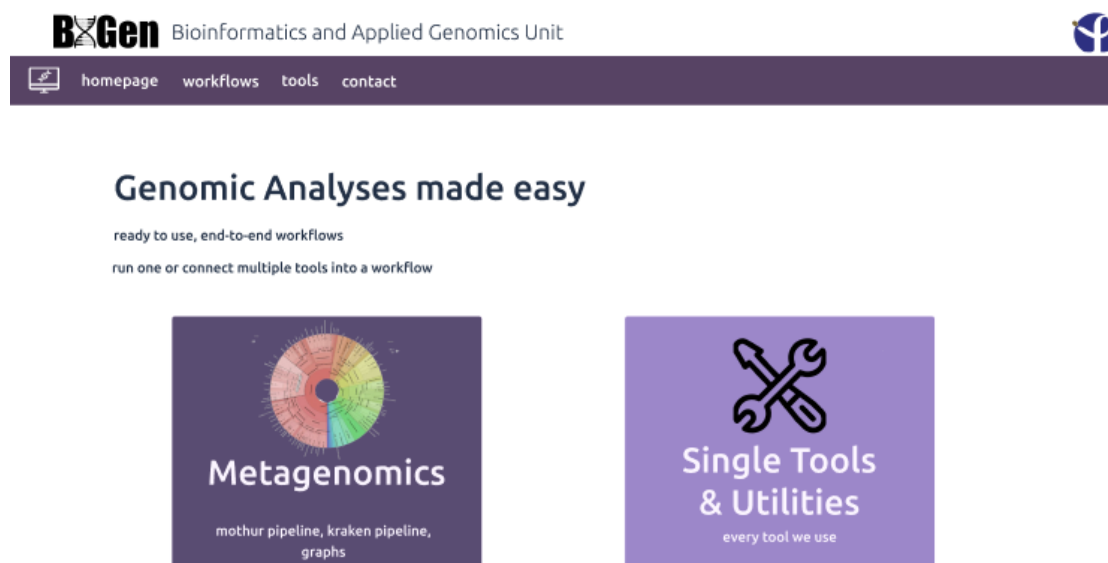 BXGen Bioinformatics and Applied Genomics Unit
homepage workflows tools contact
Genomic Analyses made easy
ready to use, end-to-end workflows
run one or connect multiple tools into a workflow
Metagenomics
mothur pipeline, kraken pipeline,
graphs
Single Tools
& Utilities
every tool we use